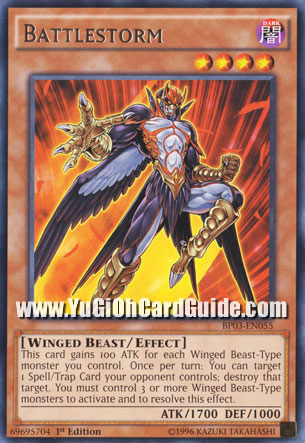 BATTLESTORM
DARK
闇
www.YuGiOhCardGuide.com
BP03-EN055
[WINGED BEAST/EFFECT]
This card gains 100 ATK for each Winged Beast-Type
monster you control. Once per turn: You can target
1 Spell/Trap Card your opponent controls; destroy that
target. You must control 3 or more Winged Beast-Type
monsters to activate and to resolve this effect.
ATK/1700 DEF/1000
69695704 1st Edition ©1996 KAZUKI TAKAHASHI